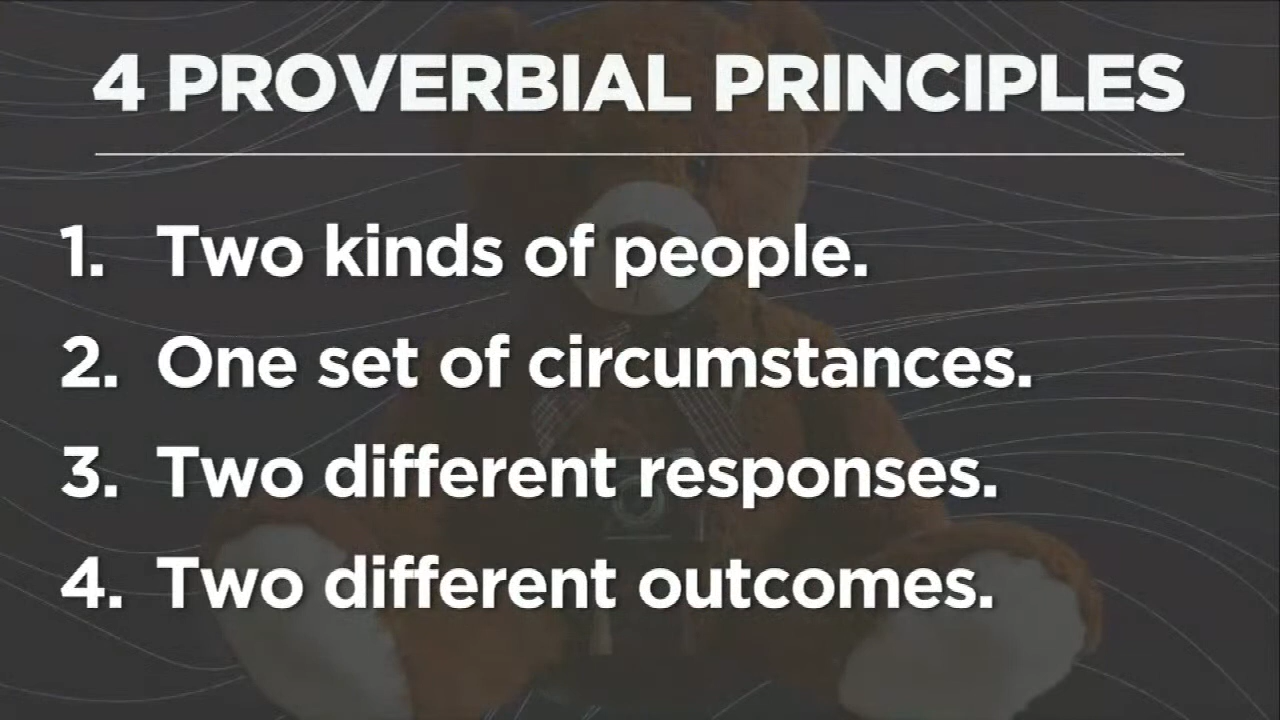 4 PROVERBIAL PRINCIPLES
1. Two kinds of people.
2. One set of circumstances.
3. Two different responses.
4. Two different outcomes.